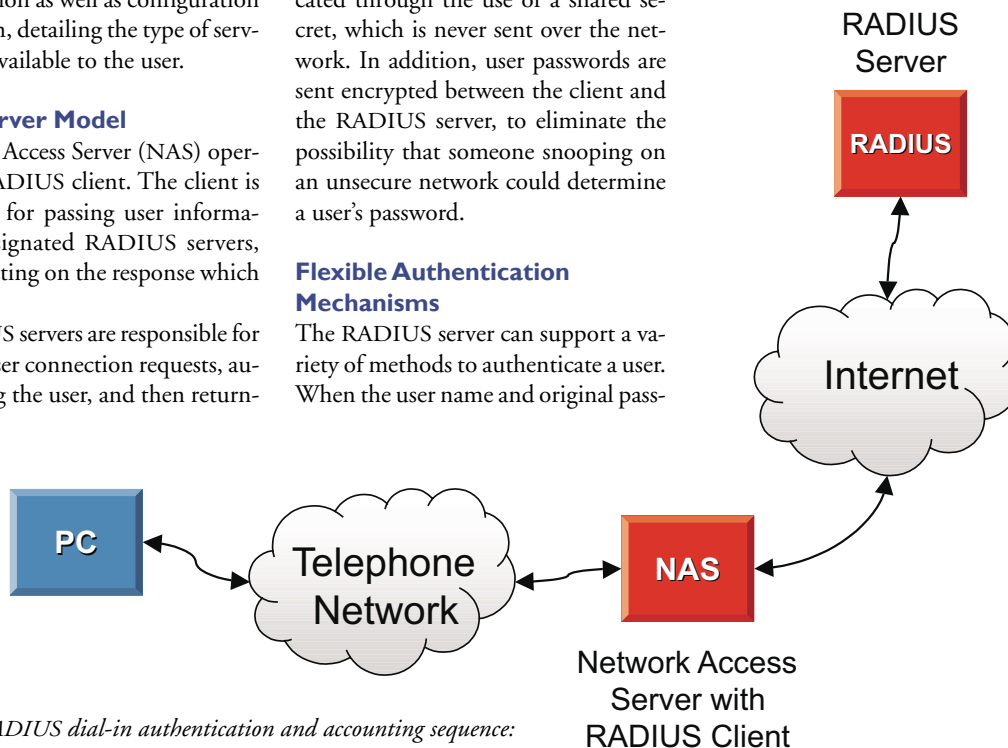 ion as well as configuration
n, detailing the type of serv-
vailable to the user.
rver Model
Access Server (NAS) oper-
ADIUS client. The client is
for passing user informa-
signated RADIUS servers,
ting on the response which
US servers are responsible for
ser connection requests, au-
g the user, and then return-
cated through the use of a shared se-
cret, which is never sent over the net-
work. In addition, user passwords are
sent encrypted between the client and
the RADIUS server, to eliminate the
possibility that someone snooping on
an unsecure network could determine
a user's password.
Flexible Authentication
Mechanisms
The RADIUS server can support a va-
riety of methods to authenticate a user.
When the user name and original pass-
RADIUS
Server
RADIUS
Internet
PC
Telephone
Network
NAS
Network Access
Server with
RADIUS Client
ADIUS dial-in authentication and accounting sequence: